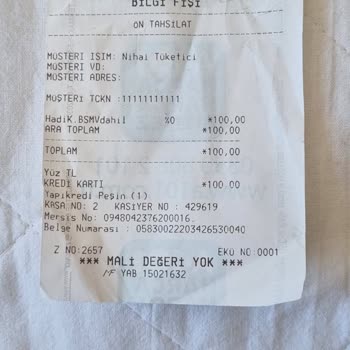 BİLGİ FİŞİ
ÖN TAHSİLAT
MÜŞTERİ İSİM: Nihai Tüketici
MÜŞTERİ VD:
MÜŞTERİ ADRES:
MÜŞTERİ TCKN :11111111111
HadiK.BSMVdahil %0 *100,00
ARA TOPLAM *100,00
TOPLAM *100,00
Yüz TL
KREDİ KARTI *100,00
Yapıkredi Peşin (1)
KASA NO: 2 KASİYER NO : 429619
Mersis No: 0948042376200016.
Belge Numarası : 05830022203426530040
Z NO:2657 EKÜ NO:0001
*** MALİ DEĞERİ YOK ***
MF YAB 15021632